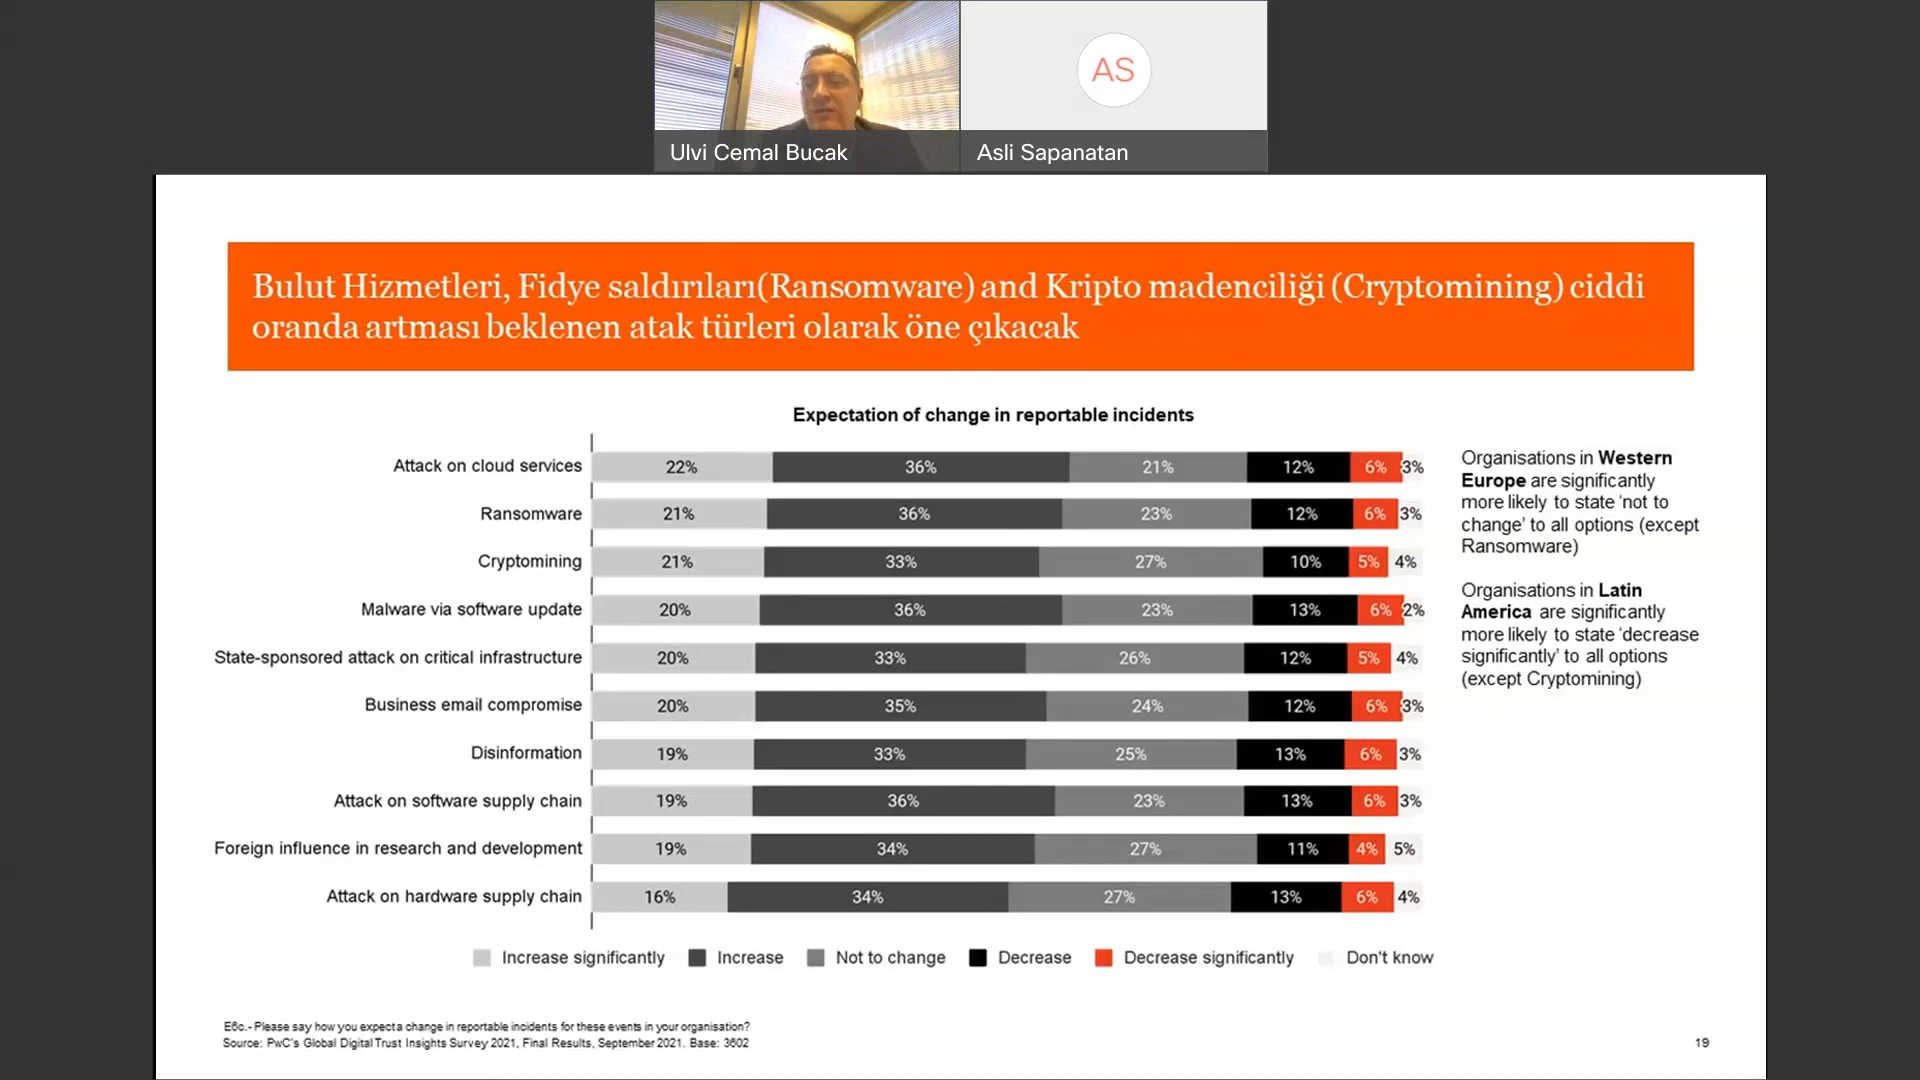 AS
Ulvi Cemal Bucak
Asli Sapanatan
Bulut Hizmetleri, Fidye saldırıları(Ransomware) and Kripto madenciliği (Cryptomining) ciddi
oranda artması beklenen atak türleri olarak öne çıkacak
Expectation of change in reportable incidents
Attack on cloud services 22% 36% 21% 12% 6% 3%
Ransomware 21% 36% 23% 12% 6% 3%
Cryptomining 21% 33% 27% 10% 5% 4%
Malware via software update 20% 36% 23% 13% 6% 2%
State-sponsored attack on critical infrastructure 20% 33% 26% 12% 5% 4%
Business email compromise 20% 35% 24% 12% 6% 3%
Disinformation 19% 33% 25% 13% 6% 3%
Attack on software supply chain 19% 36% 23% 13% 6% 3%
Foreign influence in research and development 19% 34% 27% 11% 4% 5%
Attack on hardware supply chain 16% 34% 27% 13% 6% 4%
Increase significantly Increase Not to change Decrease Decrease significantly Don't know
Organisations in Western
Europe are significantly
more likely to state ‘not to
change’ to all options (except
Ransomware)
Organisations in Latin
America are significantly
more likely to state ‘decrease
significantly’ to all options
(except Cryptomining)
E6c.- Please say how you expect a change in reportable incidents for these events in your organisation?
Source: PwC's Global Digital Trust Insights Survey 2021, Final Results, September 2021. Base: 3602
19